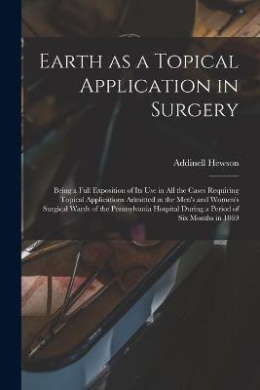 Earth as a Topical
Application in
Surgery
Addinell Hewson
Being a Full Exposition of Its Use in All the Cases Requiring
Topical Applications Admitted in the Men's and Women's
Surgical Wards of the Pennsylvania Hospital During a Period of
Six Months in 1869